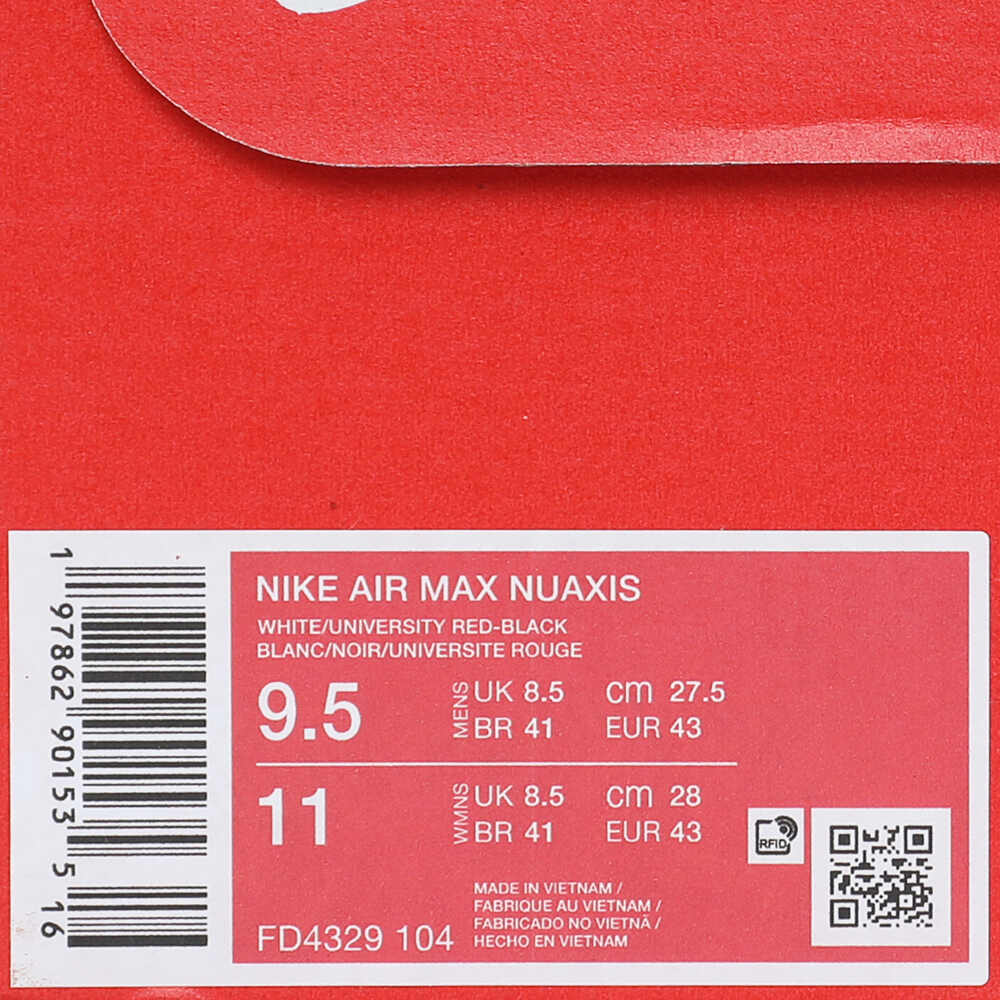 NIKE AIR MAX NUAXIS
WHITE/UNIVERSITY RED-BLACK
BLANC/NOIR/UNIVERSITE ROUGE
9.5 MENS UK 8.5 CM 27.5
BR 41 EUR 43
11 WMNS UK 8.5 CM 28
BR 41 EUR 43
RFID
MADE IN VIETNAM /
FABRIQUE AU VIETNAM /
FABRICADO NO VIETNÃ /
HECHO EN VIETNAM
FD4329 104
1 97862 90153 5 16